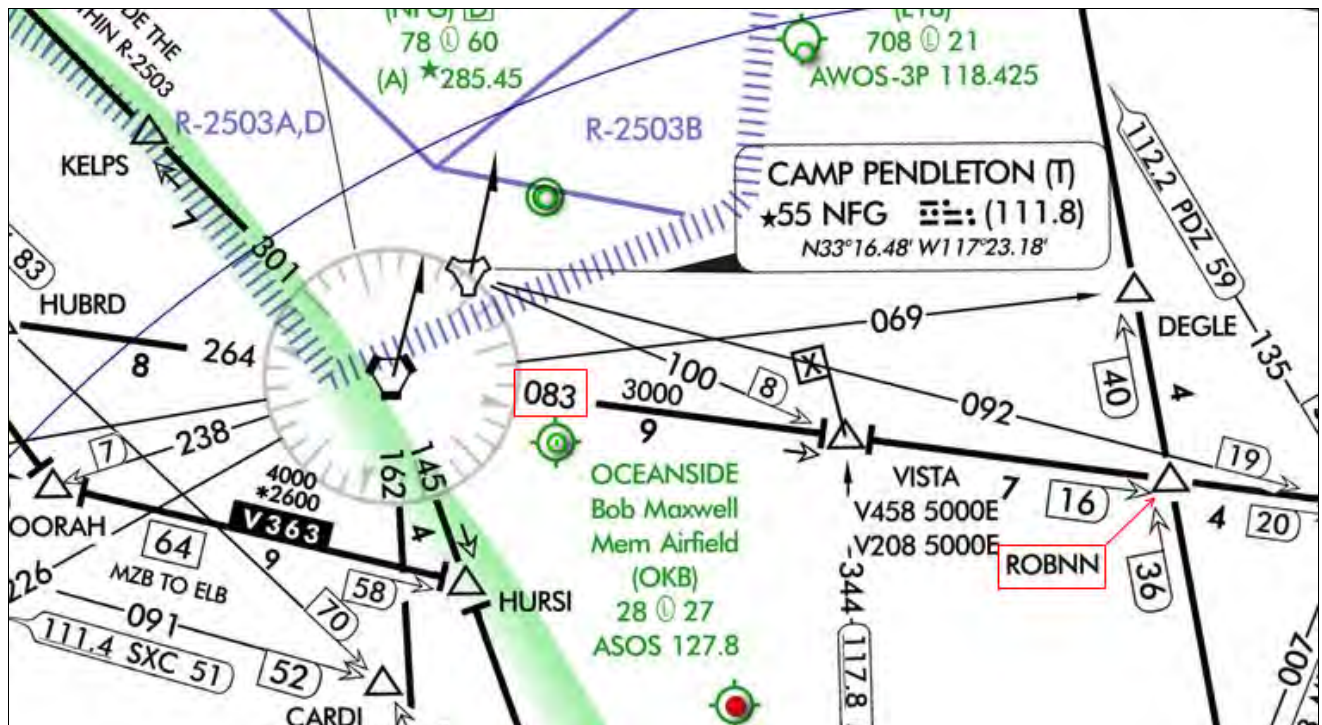 (NFG) D
78 Ⓛ 60
(A) ★285.45
708 Ⓛ 21
AWOS-3P 118.425
DE THE
THIN R-2503
R-2503A,D
R-2503B
KELPS
7
301
CAMP PENDLETON (T)
★55 NFG (111.8)
N33°16.48' W117°23.18'
112.2 PDZ 59
135
83
HUBRD
8
264
069
DEGLE
40
4
100
8
092
083
3000
9
19
238
7
162
145
4
4000
*2600
V363
9
OORAH
64
MZB TO ELB
58
HURSI
226
091
70
111.4 SXC 51
52
CARDI
OCEANSIDE
Bob Maxwell
Mem Airfield
(OKB)
28 Ⓛ 27
ASOS 127.8
VISTA
V458 5000E
V208 5000E
7
16
4
20
ROBNN
36
344
117.8
007